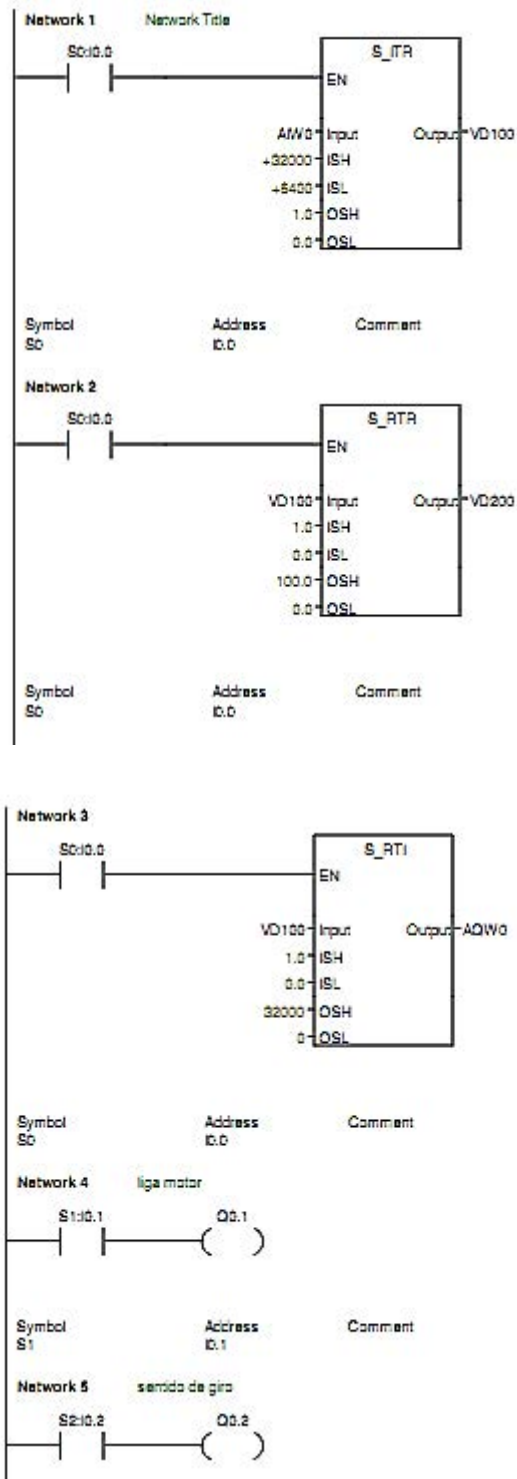 Network 1 Network Title
S0:I0.0
S_ITR
EN
AIW0 Input Output VD100
+32000 ISH
+6400 ISL
1.0 OSH
0.0 OSL
Symbol Address Comment
S0 I0.0
Network 2
S0:I0.0
S_RTR
EN
VD100 Input Output VD200
1.0 ISH
0.0 ISL
100.0 OSH
0.0 OSL
Symbol Address Comment
S0 I0.0
Network 3
S0:I0.0
S_RTI
EN
VD100 Input Output AQW0
1.0 ISH
0.0 ISL
32000 OSH
0 OSL
Symbol Address Comment
S0 I0.0
Network 4 liga motor
S1:I0.1 Q0.1
Symbol Address Comment
S1 I0.1
Network 5 sentido de giro
S2:I0.2 Q0.2